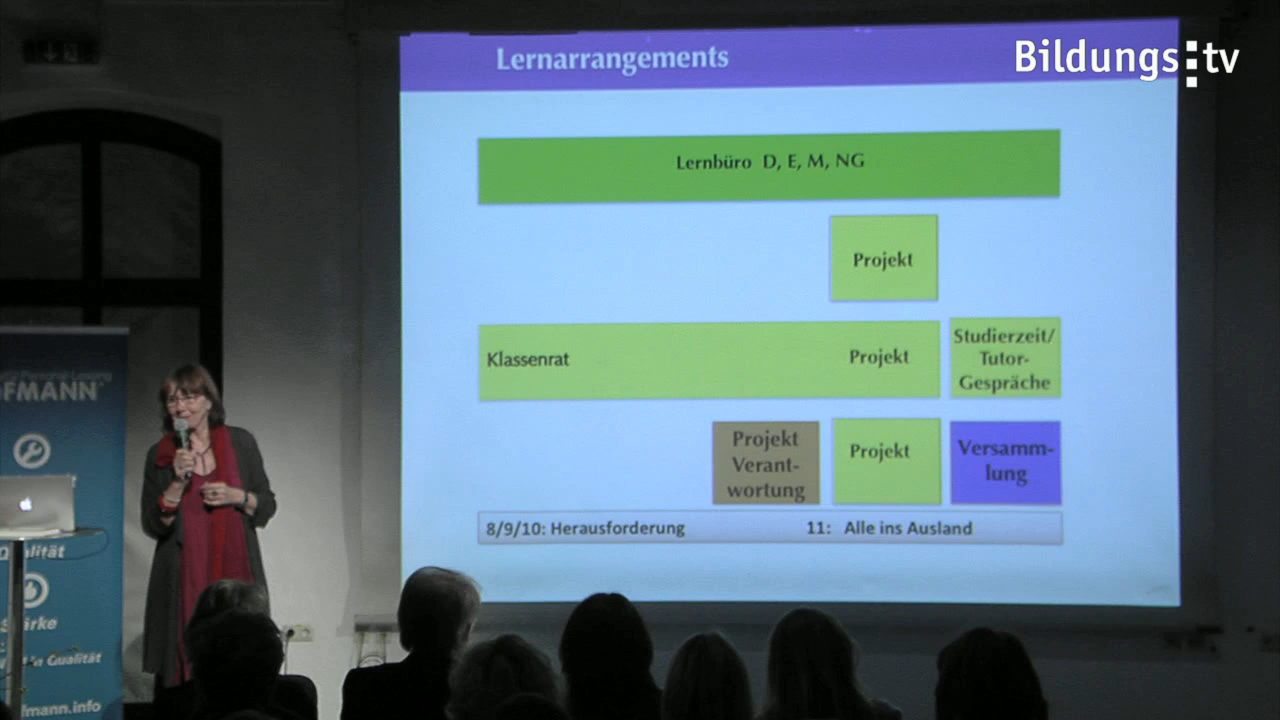 Lernarrangements
Bildungs:tv
Lernbüro D, E, M, NG
Projekt
Klassenrat
Projekt
Studierzeit/
Tutor-
Gespräche
Projekt
Verant-
wortung
Projekt
Versamm-
lung
8/9/10: Herausforderung
11: Alle ins Ausland
FMANN
Qualität
Stärke
in Qualität
fmann.info